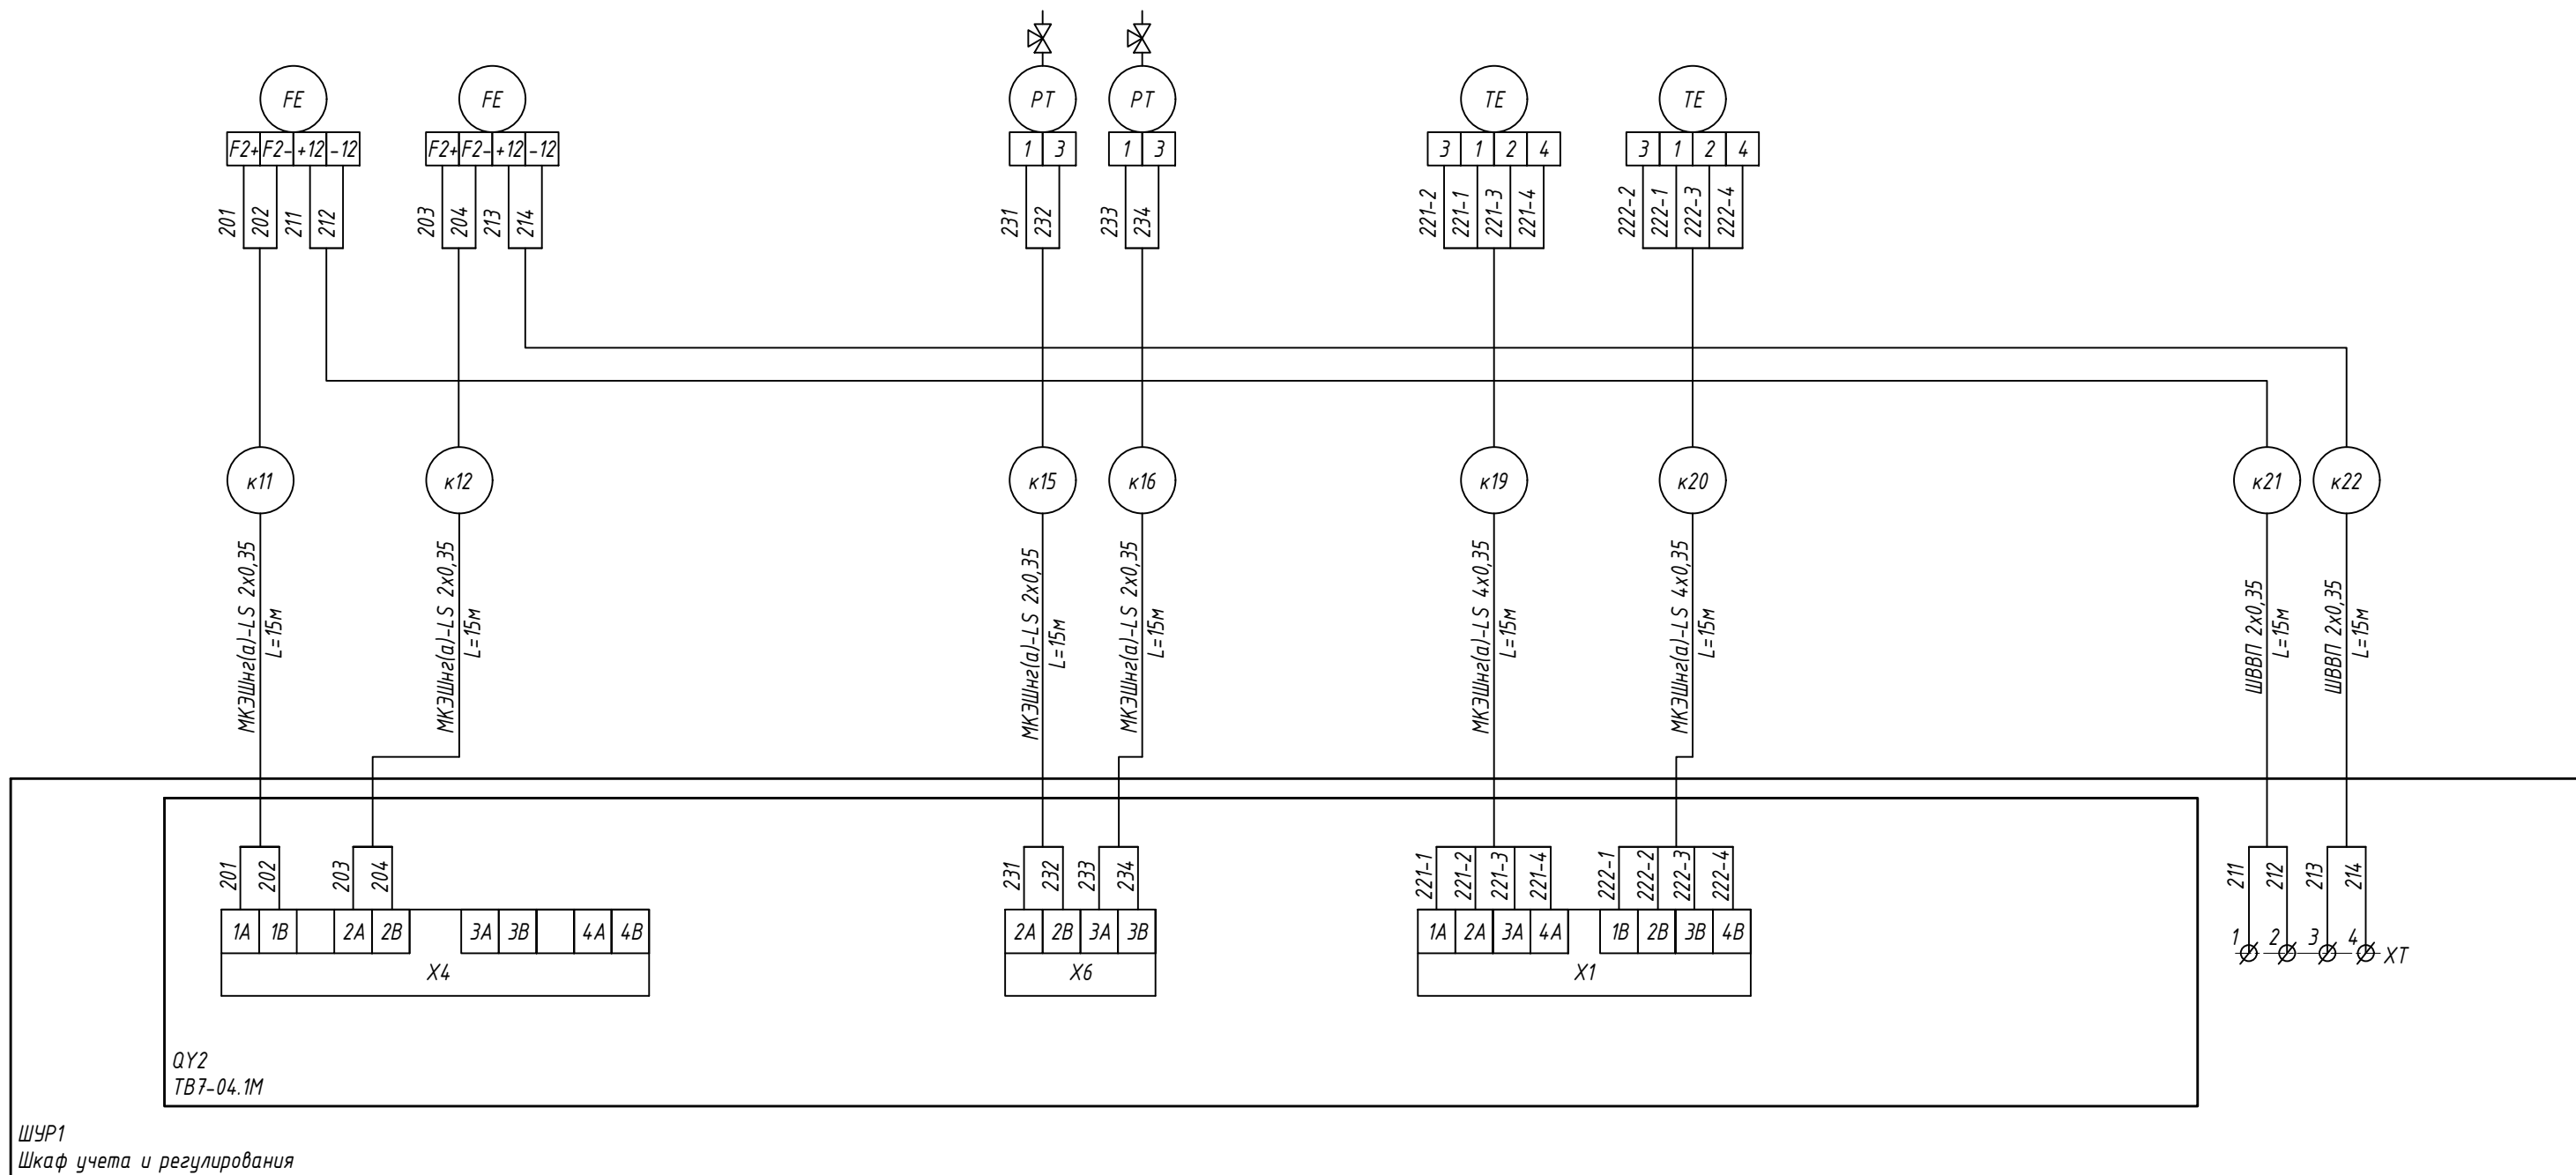 FE FE PT PT TE TE
F2+ F2- +12 -12 F2+ F2- +12 -12 1 3 1 3 3 1 2 4 3 1 2 4
201 202 211 212 203 204 213 214 231 232 233 234 221-2 221-1 221-3 221-4 222-2 222-1 222-3 222-4
к11 к12 к15 к16 к19 к20 к21 к22
МКЭШнг(а)-LS 2х0,35
L=15м
МКЭШнг(а)-LS 2х0,35
L=15м
МКЭШнг(а)-LS 2х0,35
L=15м
МКЭШнг(а)-LS 2х0,35
L=15м
МКЭШнг(а)-LS 4х0,35
L=15м
МКЭШнг(а)-LS 4х0,35
L=15м
ШВВП 2х0,35
L=15м
ШВВП 2х0,35
L=15м
201 202 203 204 231 232 233 234 221-1 221-2 221-3 221-4 222-1 222-2 222-3 222-4 211 212 213 214
1A 1B 2A 2B 3A 3B 4A 4B 2A 2B 3A 3B 1A 2A 3A 4A 1B 2B 3B 4B 1 2 3 4 XT
X4 X6 X1
QY2
ТВ7-04.1М
ШУР1
Шкаф учета и регулирования